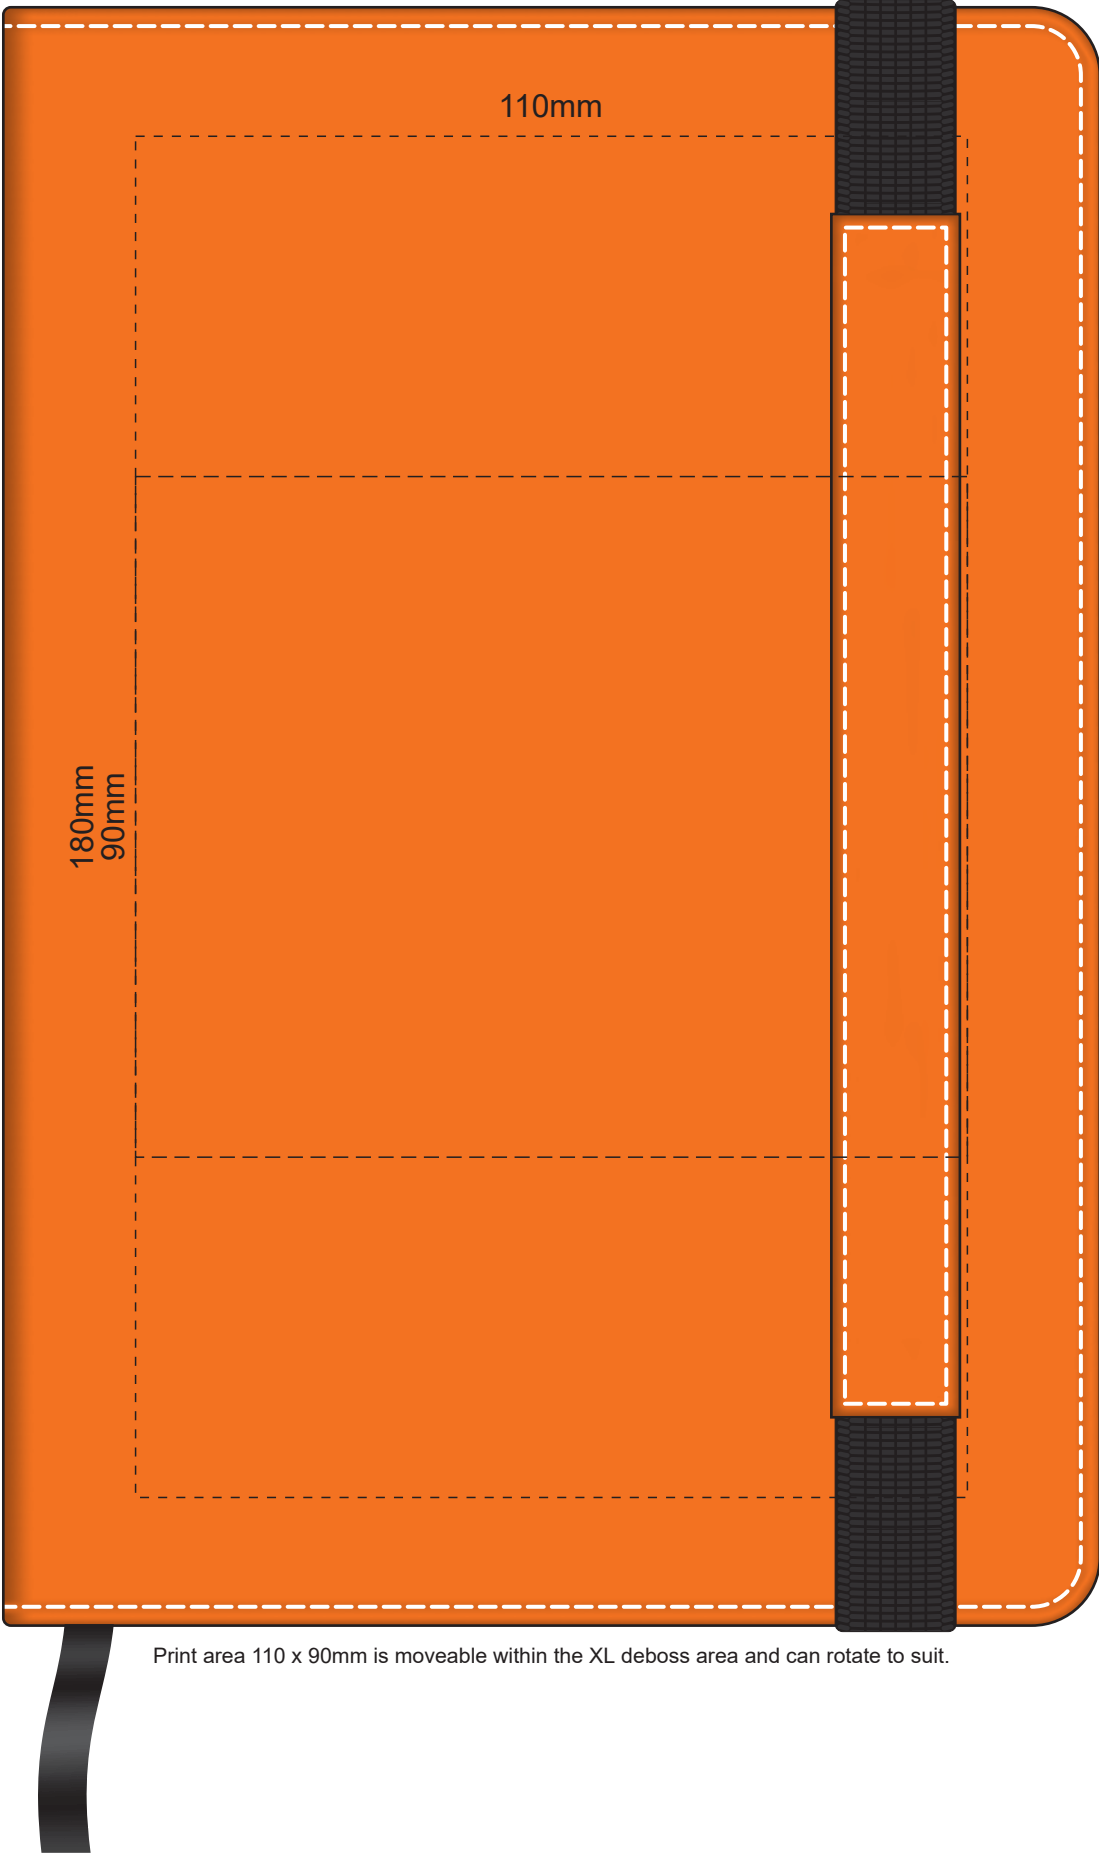 110mm
180mm
90mm
Print area 110 x 90mm is moveable within the XL deboss area and can rotate to suit.